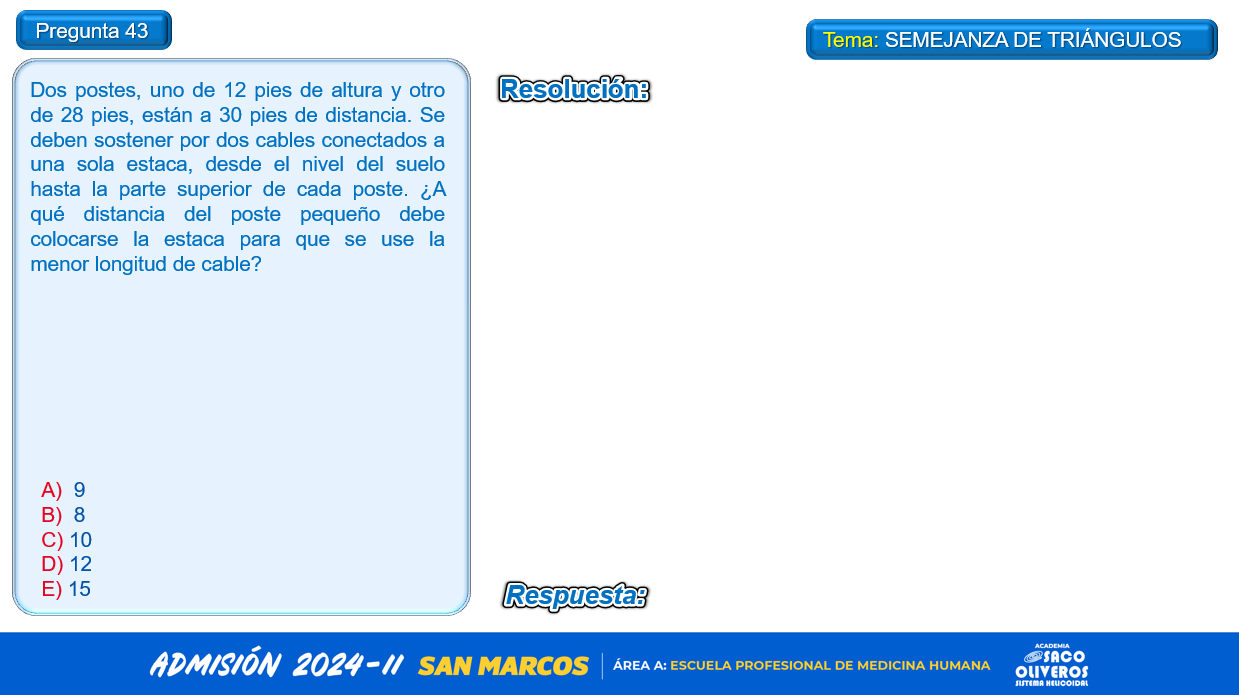 Pregunta 43
Tema: SEMEJANZA DE TRIÁNGULOS
Dos postes, uno de 12 pies de altura y otro
de 28 pies, están a 30 pies de distancia. Se
deben sostener por dos cables conectados a
una sola estaca, desde el nivel del suelo
hasta la parte superior de cada poste. ¿A
qué distancia del poste pequeño debe
colocarse la estaca para que se use la
menor longitud de cable?
A) 9
B) 8
C) 10
D) 12
E) 15
Resolución:
Respuesta:
ADMISIÓN 2024-II SAN MARCOS
ÁREA A: ESCUELA PROFESIONAL DE MEDICINA HUMANA
ACADEMIA
SACO
OLIVEROS
SISTEMA HELICOIDAL